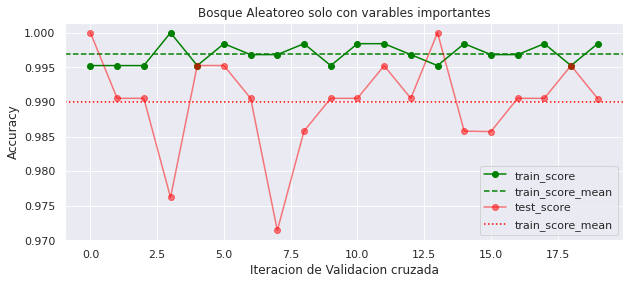 Bosque Aleatoreo solo con varables importantes
Accuracy
1.000
0.995
0.990
0.985
0.980
0.975
0.970
train_score
train_score_mean
test_score
train_score_mean
0.0 2.5 5.0 7.5 10.0 12.5 15.0 17.5
Iteracion de Validacion cruzada